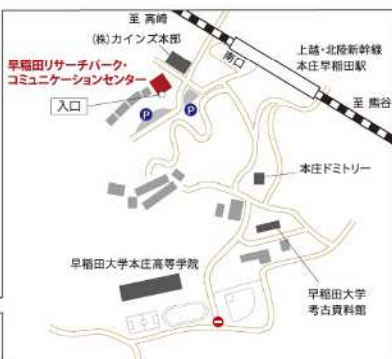 至 高崎
(株)カインズ本部
南口
上越・北陸新幹線
本庄早稲田駅
早稲田リサーチパーク・
コミュニケーションセンター
入口
P
P
至 熊谷
本庄ドミトリー
早稲田大学本庄高等学院
早稲田大学
考古資料館